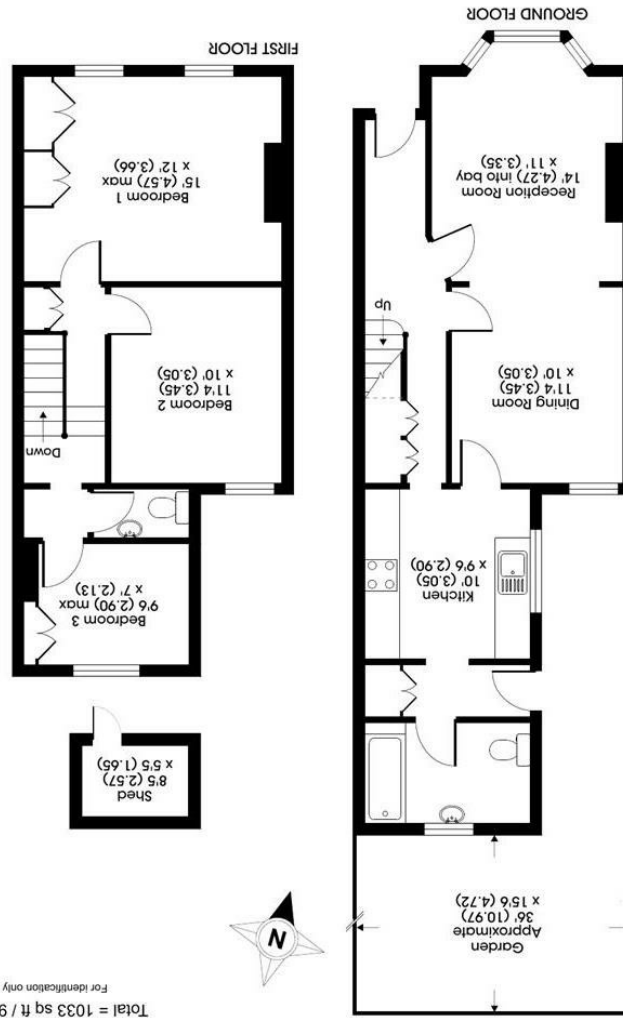 Total = 1033 sq ft / 9
For identification only
N
Garden
Approximate
36' (10.97)
x 15'6 (4.72)
Shed
8'5 (2.57)
x 5'5 (1.65)
Kitchen
10' (3.05)
x 9'6 (2.90)
Bedroom 3
9'6 (2.90) max
x 7' (2.13)
Dining Room
11'4 (3.45)
x 10' (3.05)
Up
Down
Bedroom 2
11'4 (3.45)
x 10' (3.05)
Reception Room
14' (4.27) into bay
x 11' (3.35)
Bedroom 1
15' (4.57) max
x 12' (3.66)
GROUND FLOOR
FIRST FLOOR